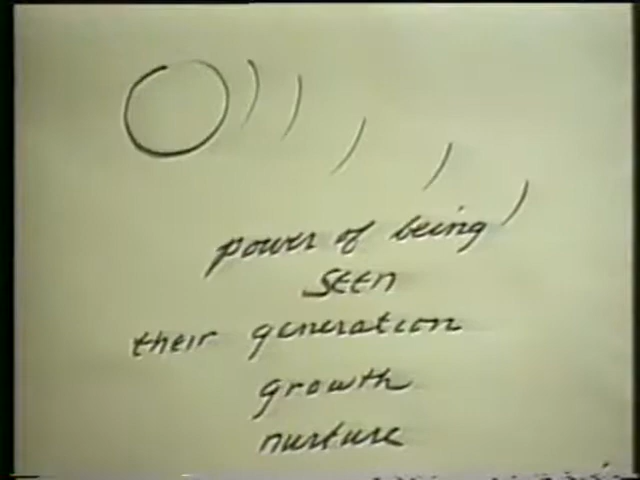 power of being
seen
their generation
growth
nurture